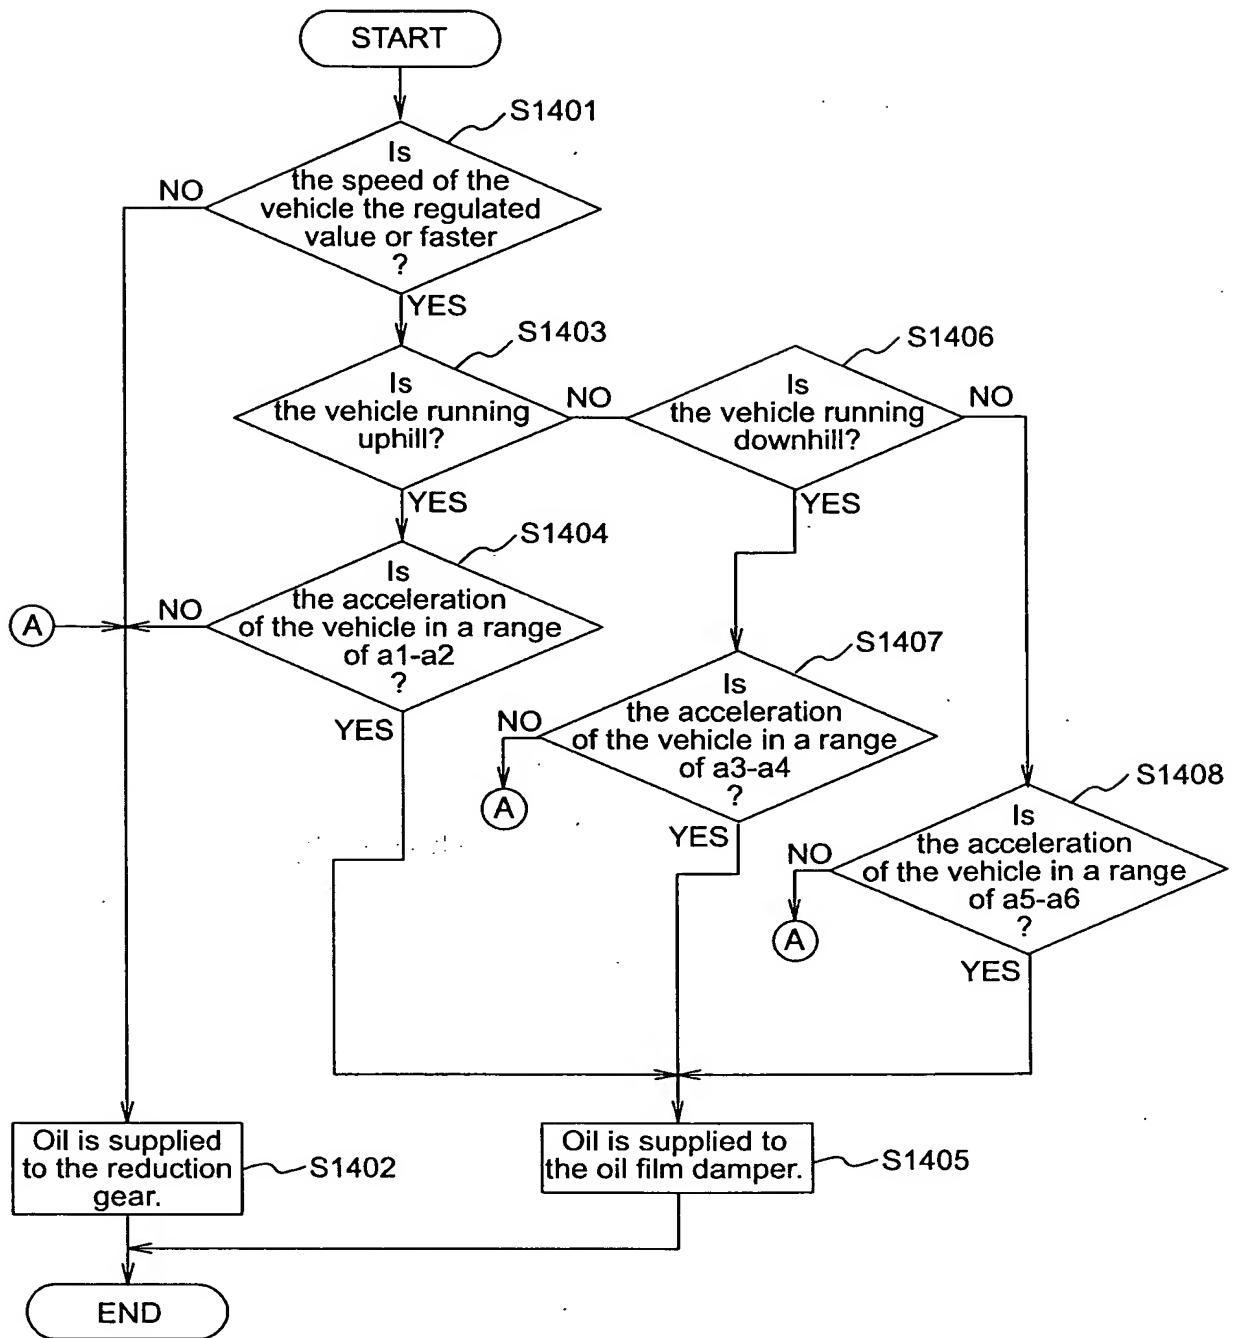 START
S1401
Is
the speed of the
vehicle the regulated
value or faster
?
NO
YES
S1403
Is
the vehicle running
uphill?
NO
YES
S1406
Is
the vehicle running
downhill?
NO
YES
S1404
Is
the acceleration
of the vehicle in a range
of a1-a2
?
NO
A
YES
S1407
Is
the acceleration
of the vehicle in a range
of a3-a4
?
NO
A
YES
S1408
Is
the acceleration
of the vehicle in a range
of a5-a6
?
NO
A
YES
Oil is supplied
to the reduction
gear.
S1402
Oil is supplied to
the oil film damper.
S1405
END